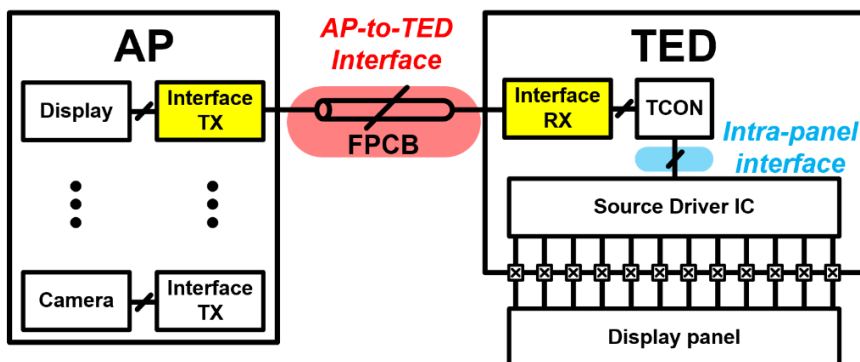 AP
AP-to-TED
Interface
TED
Display
Interface
TX
FPCB
Interface
RX
TCON
Intra-panel
interface
Source Driver IC
Camera
Interface
TX
Display panel